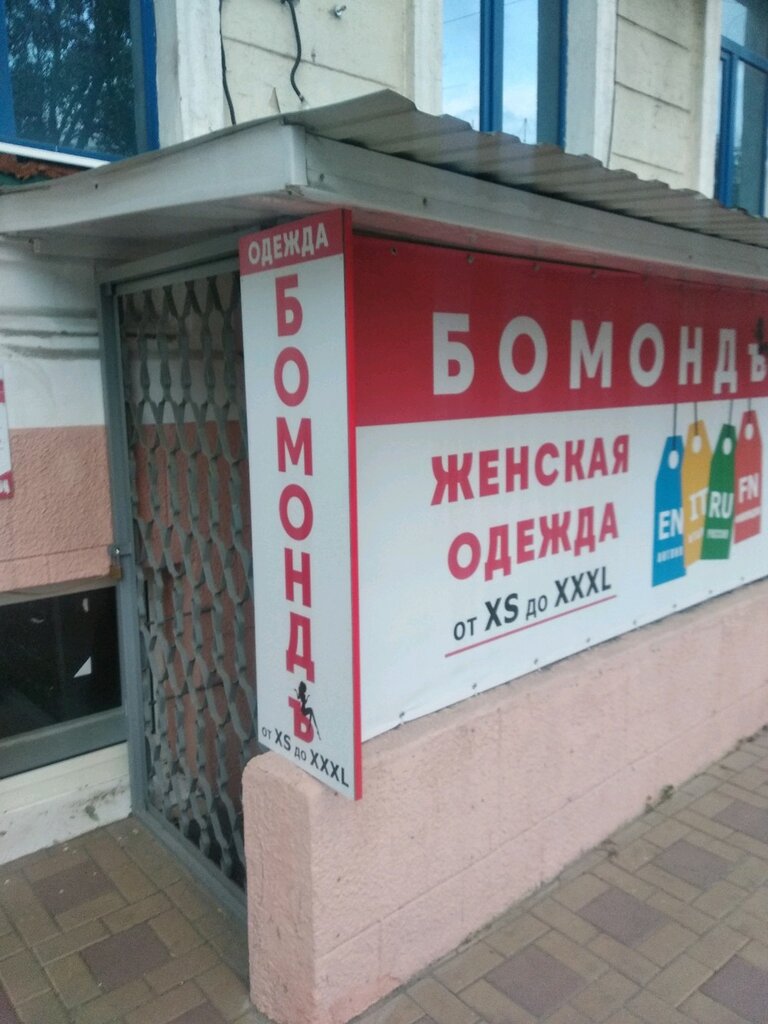 ОДЕЖДА
БОМОНДЪ
от XS до XXXL
БОМОНДЪ
ЖЕНСКАЯ
ОДЕЖДА
от XS до XXXL
EN
IT
RU
FN